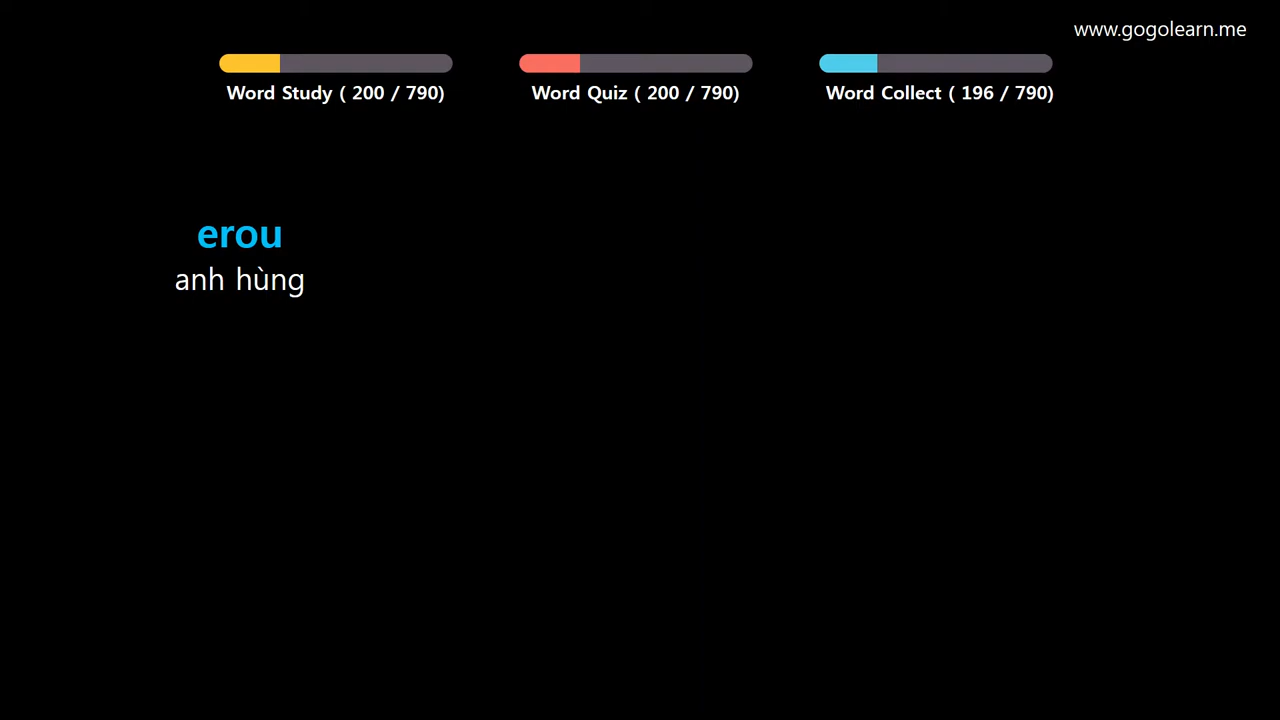 www.gogolearn.me
Word Study ( 200 / 790)
Word Quiz ( 200 / 790)
Word Collect ( 196 / 790)
erou
anh hùng